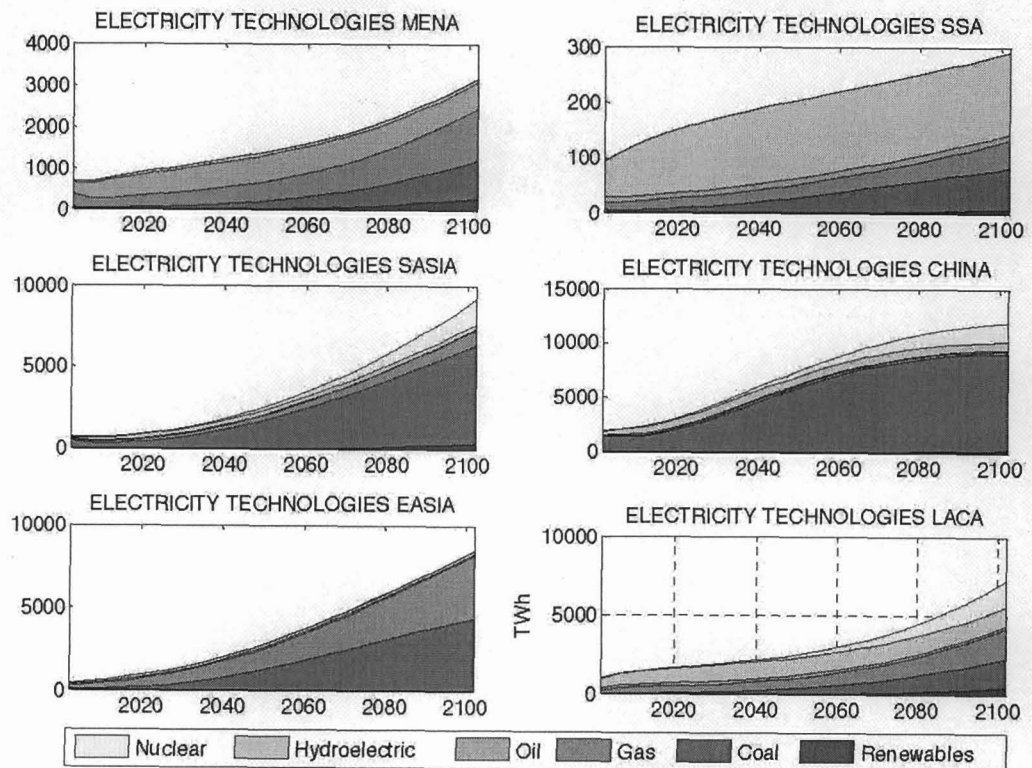 ELECTRICITY TECHNOLOGIES MENA
4000
3000
2000
1000
0
2020 2040 2060 2080 2100
ELECTRICITY TECHNOLOGIES SSA
300
200
100
0
2020 2040 2060 2080 2100
ELECTRICITY TECHNOLOGIES SASIA
10000
5000
0
2020 2040 2060 2080 2100
ELECTRICITY TECHNOLOGIES CHINA
15000
10000
5000
0
2020 2040 2060 2080 2100
ELECTRICITY TECHNOLOGIES EASIA
10000
5000
0
2020 2040 2060 2080 2100
ELECTRICITY TECHNOLOGIES LACA
TWh
10000
5000
0
2020 2040 2060 2080 2100
Nuclear Hydroelectric Oil Gas Coal Renewables